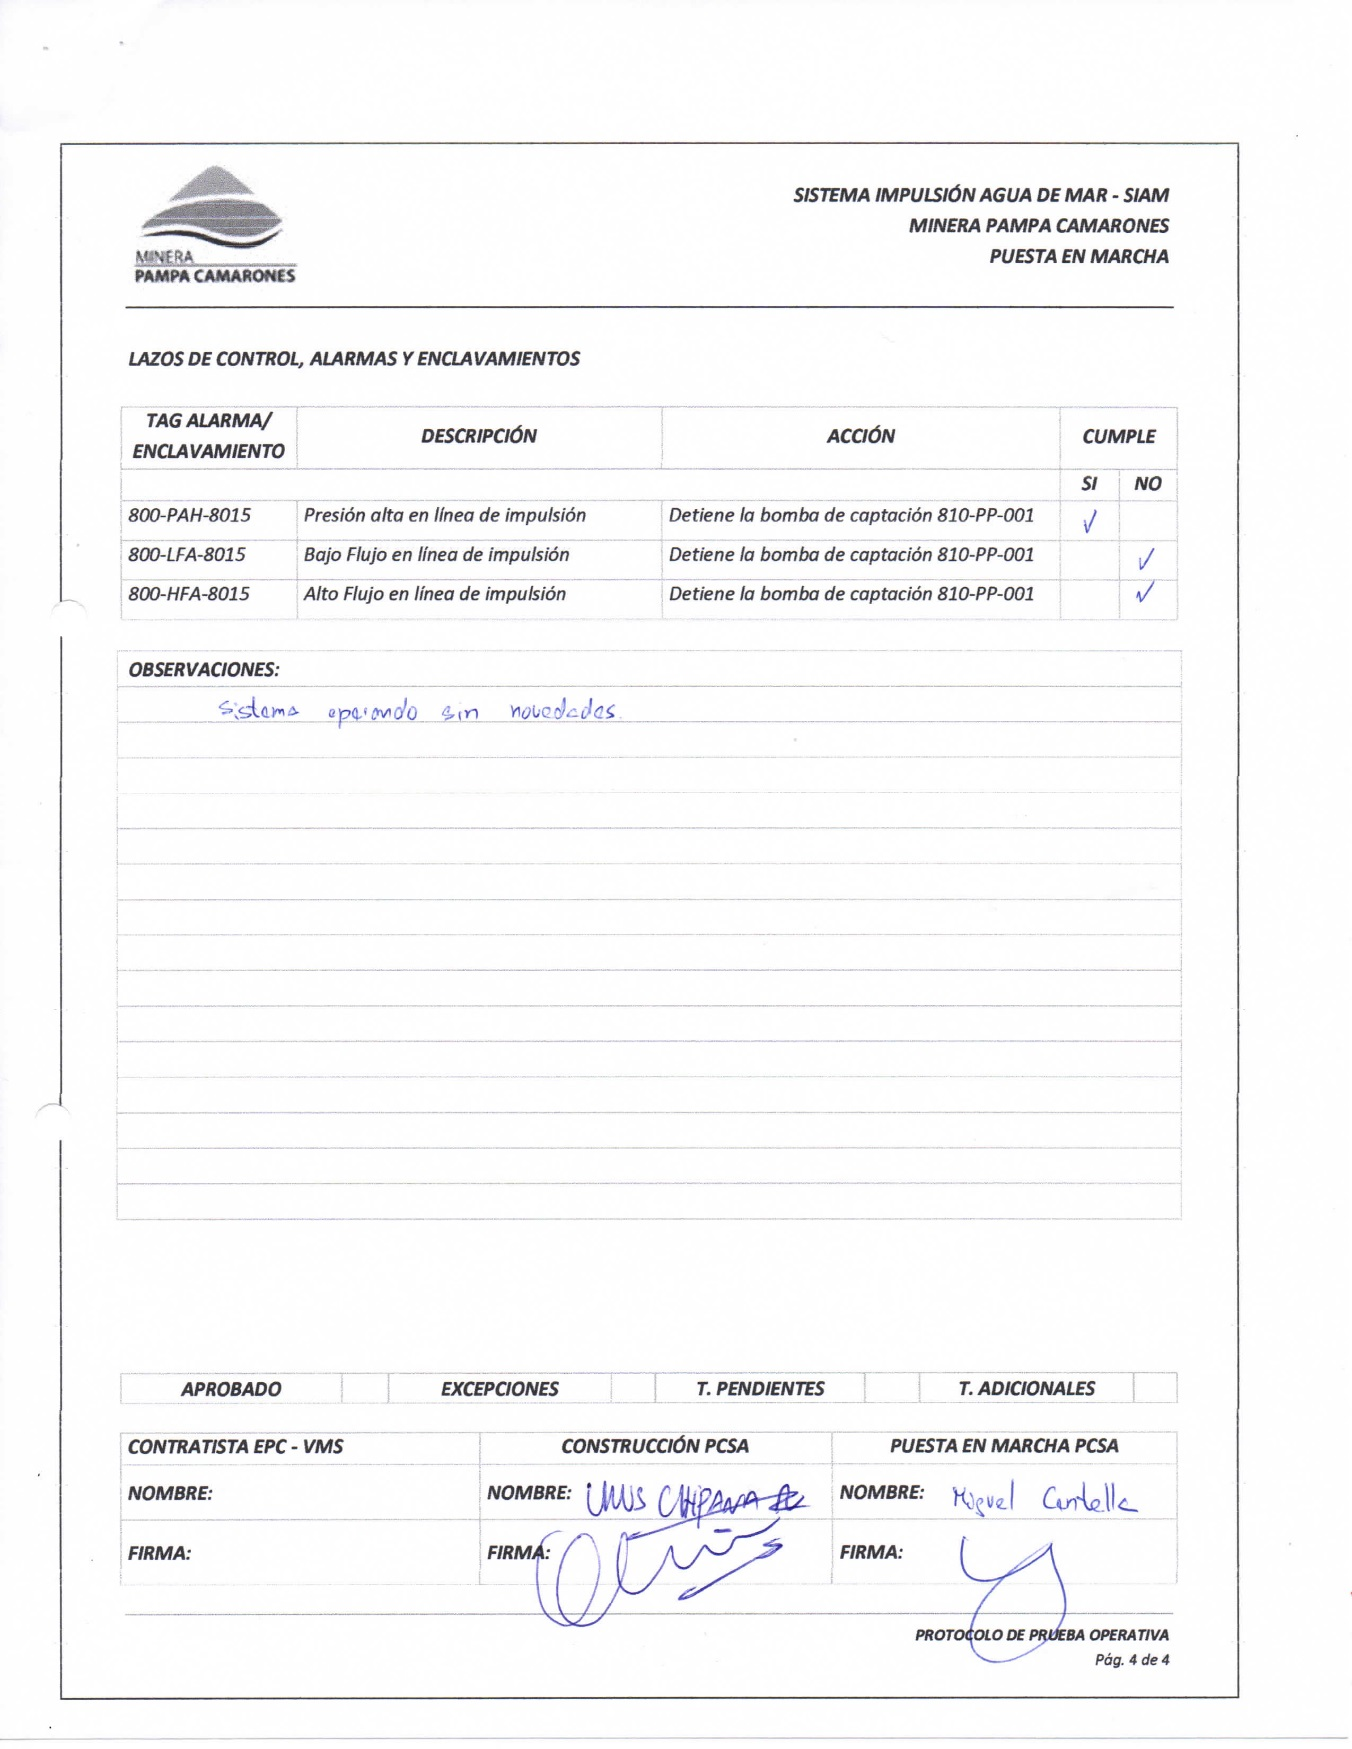 MINERA
PAMPA CAMARONES
SISTEMA IMPULSIÓN AGUA DE MAR - SIAM
MINERA PAMPA CAMARONES
PUESTA EN MARCHA
LAZOS DE CONTROL, ALARMAS Y ENCLAVAMIENTOS
TAG ALARMA/ ENCLAVAMIENTO DESCRIPCIÓN ACCIÓN CUMPLE
SI NO
800-PAH-8015 Presión alta en línea de impulsión Detiene la bomba de captación 810-PP-001 √
800-LFA-8015 Bajo Flujo en línea de impulsión Detiene la bomba de captación 810-PP-001 √
800-HFA-8015 Alto Flujo en línea de impulsión Detiene la bomba de captación 810-PP-001 √
OBSERVACIONES:
Sistema operando sin novedades.
APROBADO EXCEPCIONES T. PENDIENTES T. ADICIONALES
CONTRATISTA EPC - VMS CONSTRUCCIÓN PCSA PUESTA EN MARCHA PCSA
NOMBRE: NOMBRE: CHIPANA NOMBRE: Miguel
FIRMA: FIRMA: FIRMA:
PROTOCOLO DE PRUEBA OPERATIVA
Pág. 4 de 4